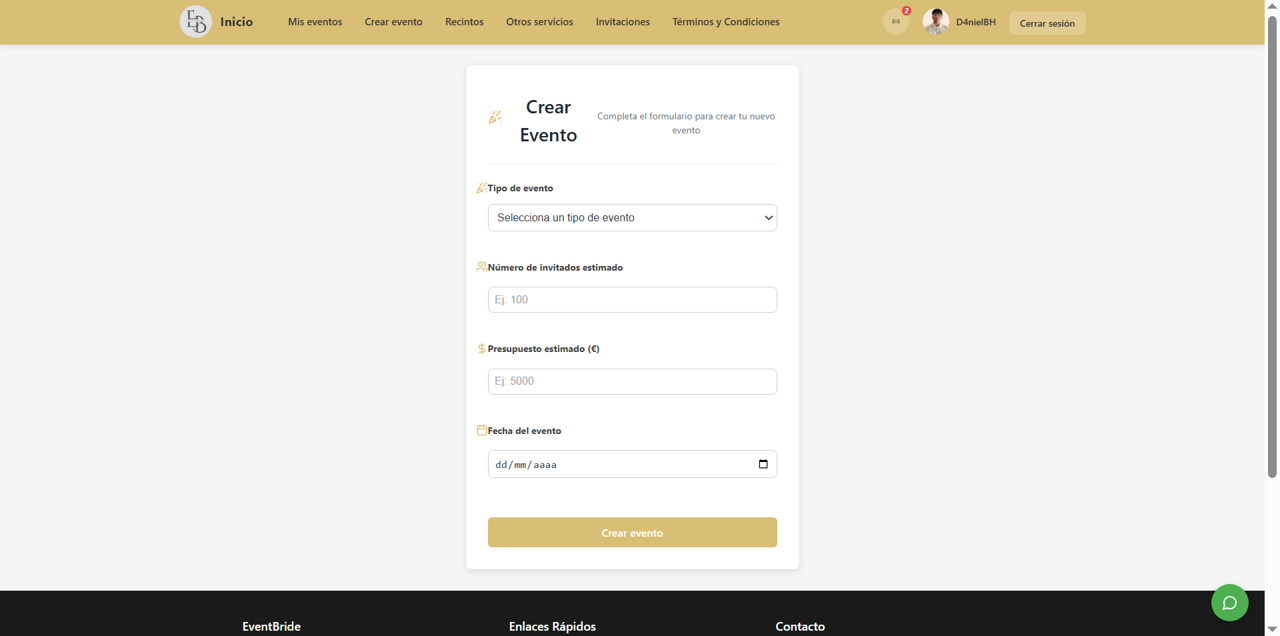 EB Inicio Mis eventos Crear evento Recintos Otros servicios Invitaciones Términos y Condiciones 2 D4nielBH Cerrar sesión
Crear
Evento
Completa el formulario para crear tu nuevo
evento
Tipo de evento
Selecciona un tipo de evento
Número de invitados estimado
Ej: 100
Presupuesto estimado (€)
Ej: 5000
Fecha del evento
dd/mm/aaaa
Crear evento
EventBride Enlaces Rápidos Contacto